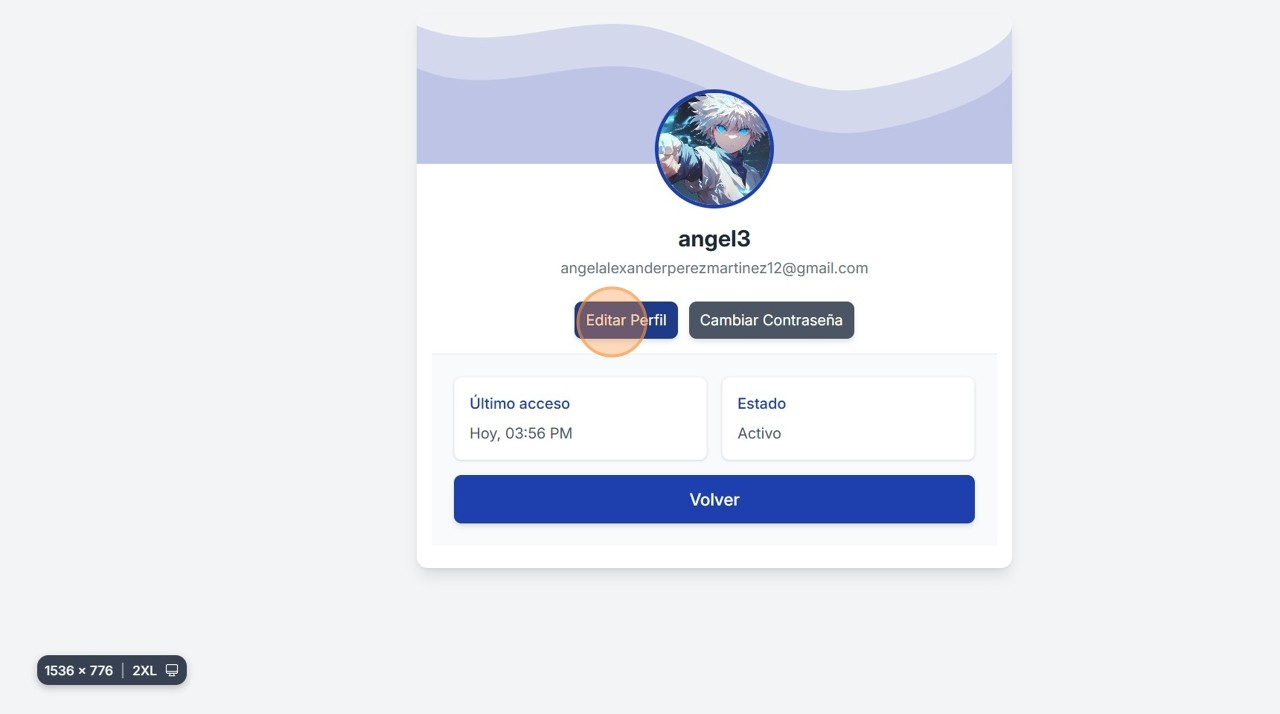 angel3
angelalexanderperezmartinez12@gmail.com
Editar Perfil Cambiar Contraseña
Último acceso Estado
Hoy, 03:56 PM Activo
Volver
1536 × 776 | 2XL